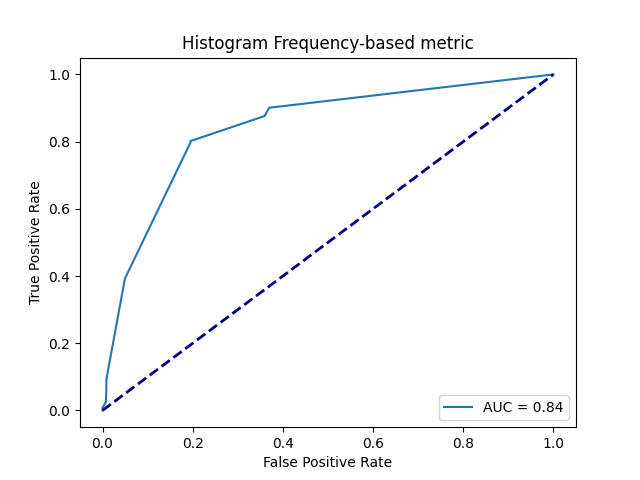 Histogram Frequency-based metric
1.0
0.8
0.6
0.4
0.2
0.0
True Positive Rate
AUC = 0.84
0.0 0.2 0.4 0.6 0.8 1.0
False Positive Rate